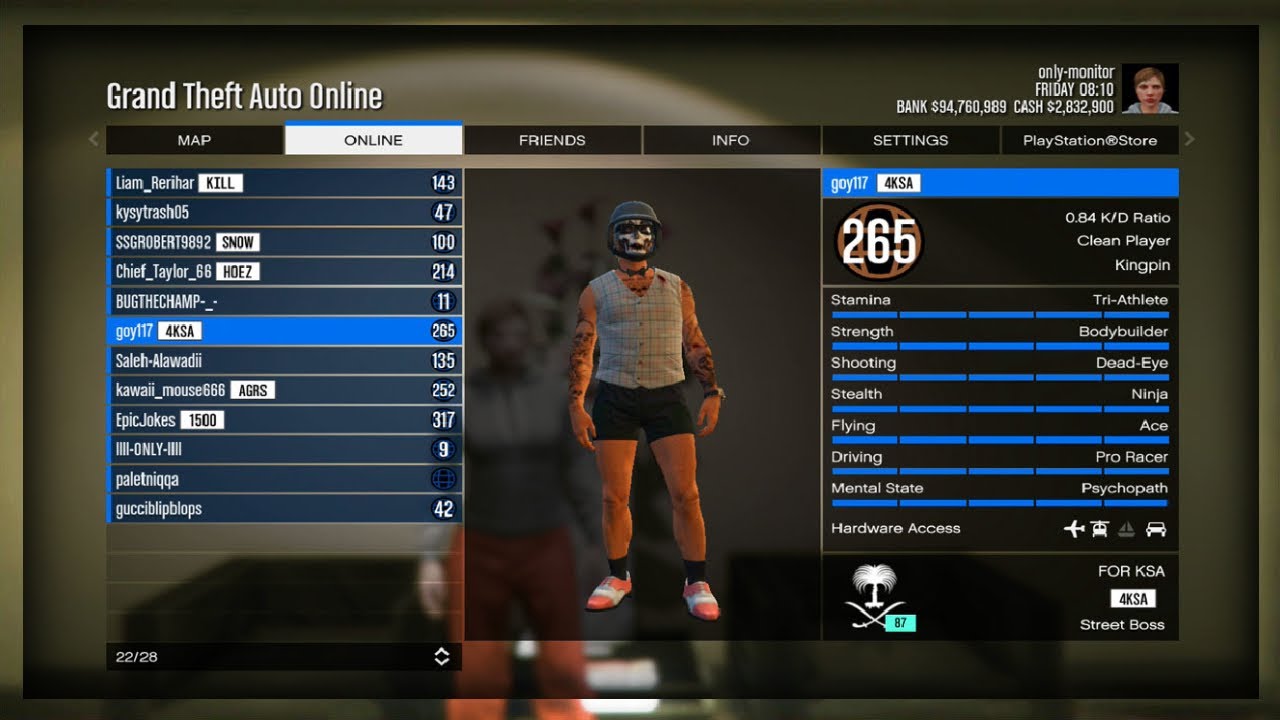 Grand Theft Auto Online
only-monitor
FRIDAY 08:10
BANK $94,760,989 CASH $2,832,900
MAP ONLINE FRIENDS INFO SETTINGS PlayStation®Store
Liam_Rerihar KILL 143
kysytrash05 47
SSGROBERT9892 SNOW 100
Chief_Taylor_66 HOEZ 214
BUGTHECHAMP-_- 11
goy117 4KSA 265
Saleh-Alawadii 135
kawaii_mouse666 AGRS 252
EpicJokes 1500 317
IIIII-ONLY-IIIII 9
paletniqqa
gucciblipblops 42
22/28
goy117 4KSA
265
0.84 K/D Ratio
Clean Player
Kingpin
Stamina Tri-Athlete
Strength Bodybuilder
Shooting Dead-Eye
Stealth Ninja
Flying Ace
Driving Pro Racer
Mental State Psychopath
Hardware Access
FOR KSA
87 4KSA
Street Boss